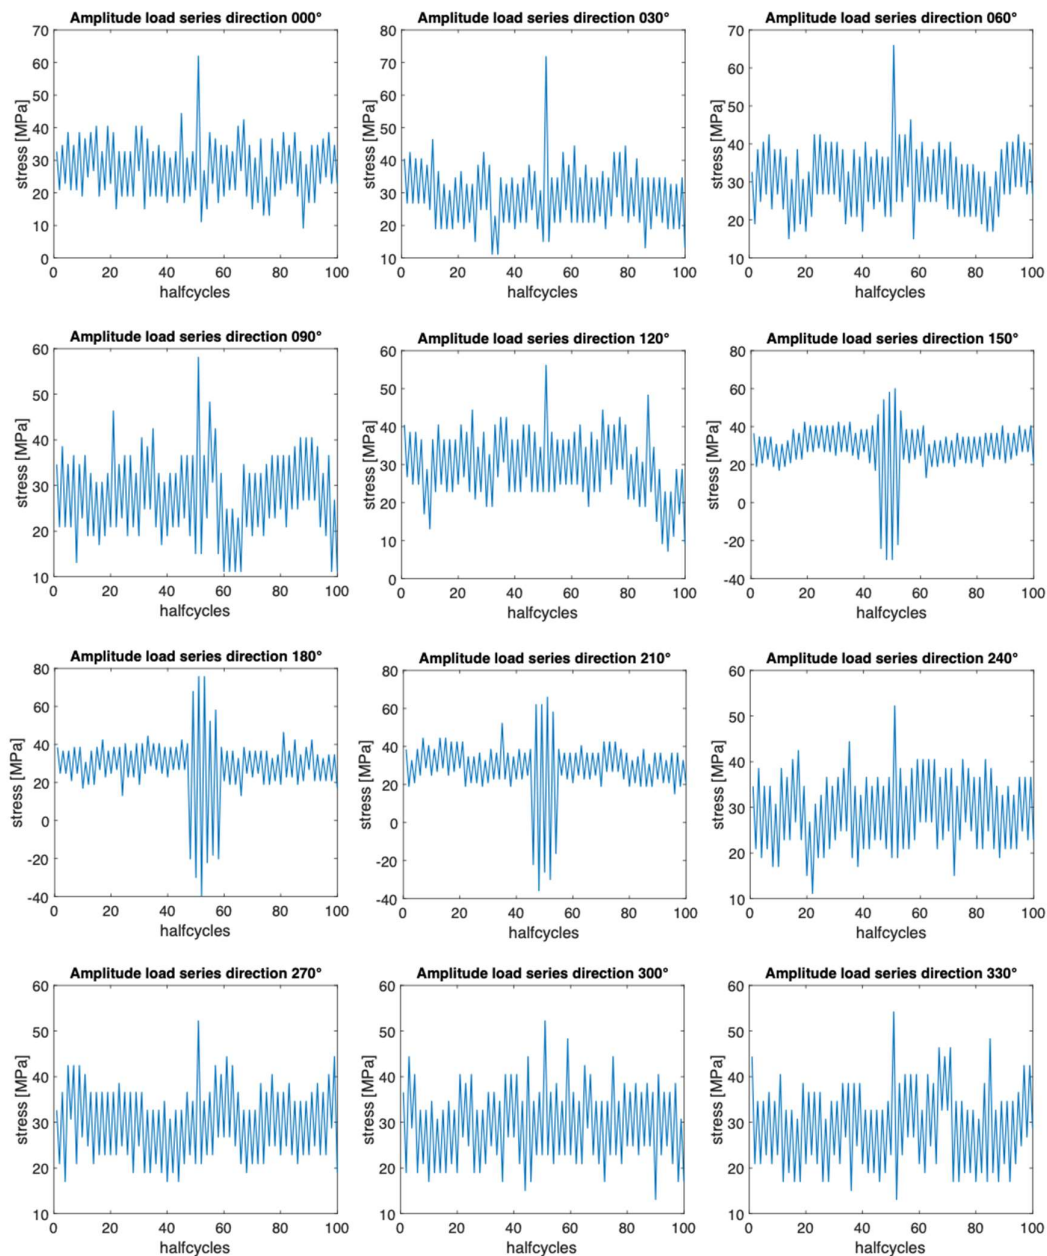 Amplitude load series direction 000°
70
60
50
40
30
20
10
0
stress [MPa]
0 20 40 60 80 100
halfcycles
Amplitude load series direction 030°
80
70
60
50
40
30
20
10
stress [MPa]
0 20 40 60 80 100
halfcycles
Amplitude load series direction 060°
70
60
50
40
30
20
10
stress [MPa]
0 20 40 60 80 100
halfcycles
Amplitude load series direction 090°
60
50
40
30
20
10
stress [MPa]
0 20 40 60 80 100
halfcycles
Amplitude load series direction 120°
60
50
40
30
20
10
0
stress [MPa]
0 20 40 60 80 100
halfcycles
Amplitude load series direction 150°
80
60
40
20
0
-20
-40
stress [MPa]
0 20 40 60 80 100
halfcycles
Amplitude load series direction 180°
80
60
40
20
0
-20
-40
stress [MPa]
0 20 40 60 80 100
halfcycles
Amplitude load series direction 210°
80
60
40
20
0
-20
-40
stress [MPa]
0 20 40 60 80 100
halfcycles
Amplitude load series direction 240°
60
50
40
30
20
10
stress [MPa]
0 20 40 60 80 100
halfcycles
Amplitude load series direction 270°
60
50
40
30
20
10
stress [MPa]
0 20 40 60 80 100
halfcycles
Amplitude load series direction 300°
60
50
40
30
20
10
stress [MPa]
0 20 40 60 80 100
halfcycles
Amplitude load series direction 330°
60
50
40
30
20
10
stress [MPa]
0 20 40 60 80 100
halfcycles